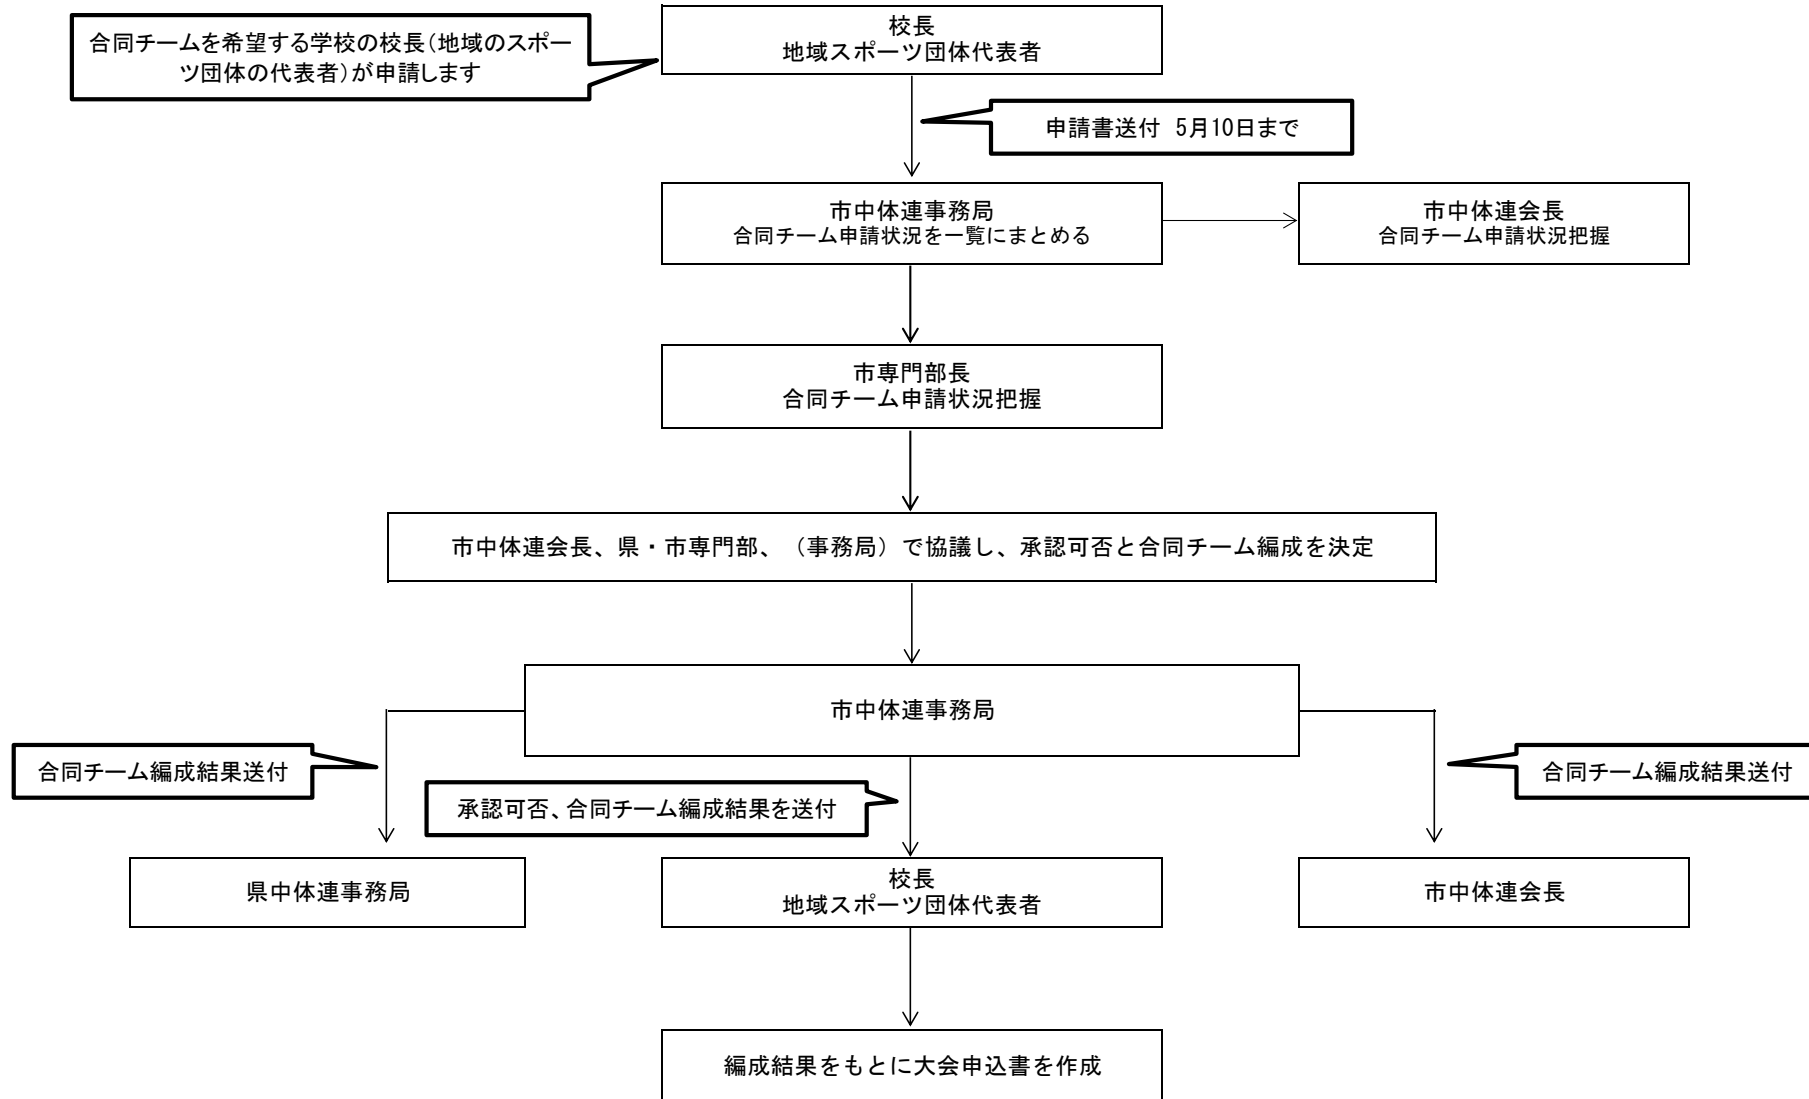 合同チームを希望する学校の校長（地域のスポー
ツ団体の代表者）が申請します
校長
地域スポーツ団体代表者
申請書送付 5月10日まで
市中体連事務局
合同チーム申請状況を一覧にまとめる
市中体連会長
合同チーム申請状況把握
市専門部長
合同チーム申請状況把握
市中体連会長、県・市専門部、（事務局）で協議し、承認可否と合同チーム編成を決定
市中体連事務局
合同チーム編成結果送付
承認可否、合同チーム編成結果を送付
合同チーム編成結果送付
県中体連事務局
校長
地域スポーツ団体代表者
市中体連会長
編成結果をもとに大会申込書を作成